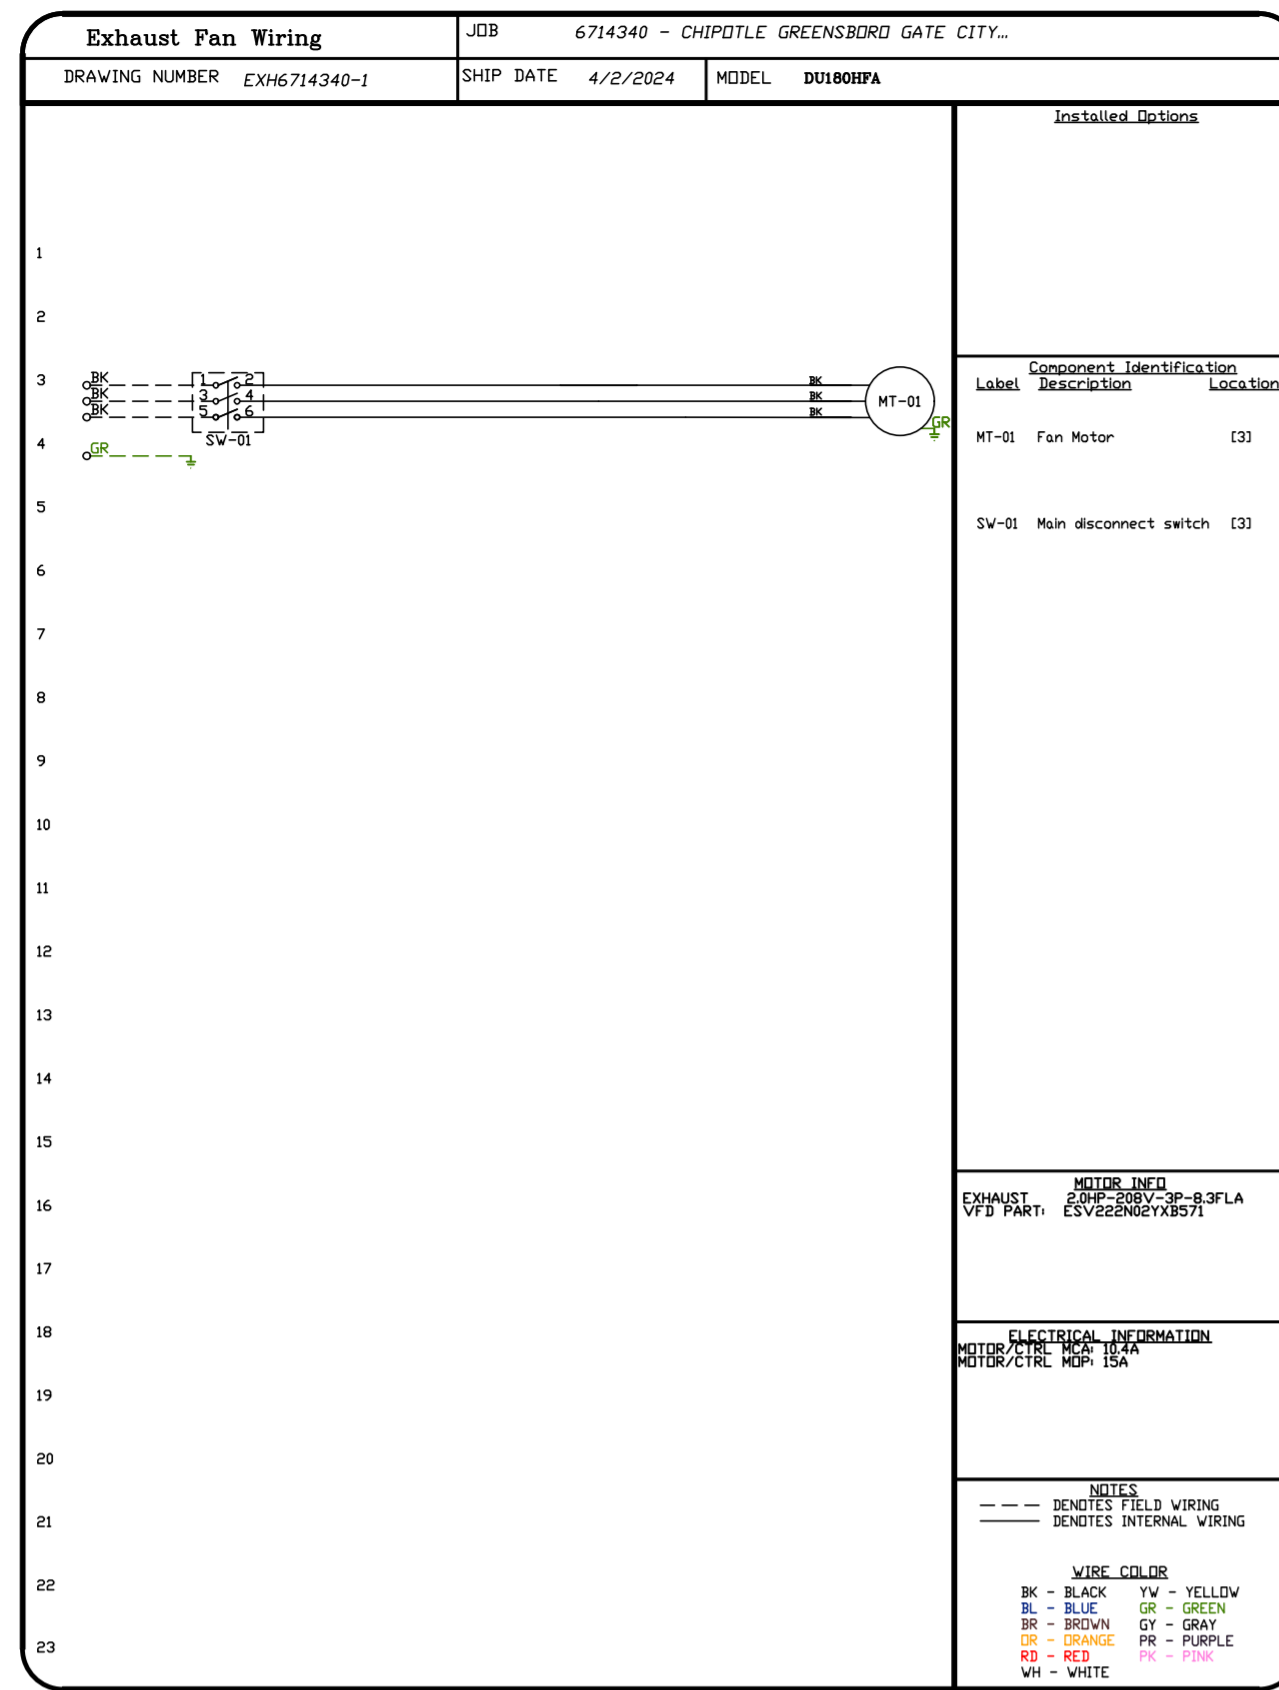 Exhaust Fan Wiring
JOB 6714340 - CHIPOTLE GREENSBORO GATE CITY...
DRAWING NUMBER EXH6714340-1
SHIP DATE 4/2/2024
MODEL DU180HFA
Installed Options
1
2
3
BK
BK
BK
1 2
3 4
5 6
SW-01
BK
BK
BK
MT-01
GR
4
GR
5
6
7
8
9
10
11
12
13
14
15
16
17
18
19
20
21
22
23
Component Identification
Label Description Location
MT-01 Fan Motor [3]
SW-01 Main disconnect switch [3]
MOTOR INFO
EXHAUST 2.0HP-208V-3P-8.3FLA
VFD PART: ESV222N02YXB571
ELECTRICAL INFORMATION
MOTOR/CTRL MCA: 10.4A
MOTOR/CTRL MOP: 15A
NOTES
DENOTES FIELD WIRING
DENOTES INTERNAL WIRING
WIRE COLOR
BK - BLACK YW - YELLOW
BL - BLUE GR - GREEN
BR - BROWN GY - GRAY
OR - ORANGE PR - PURPLE
RD - RED PK - PINK
WH - WHITE